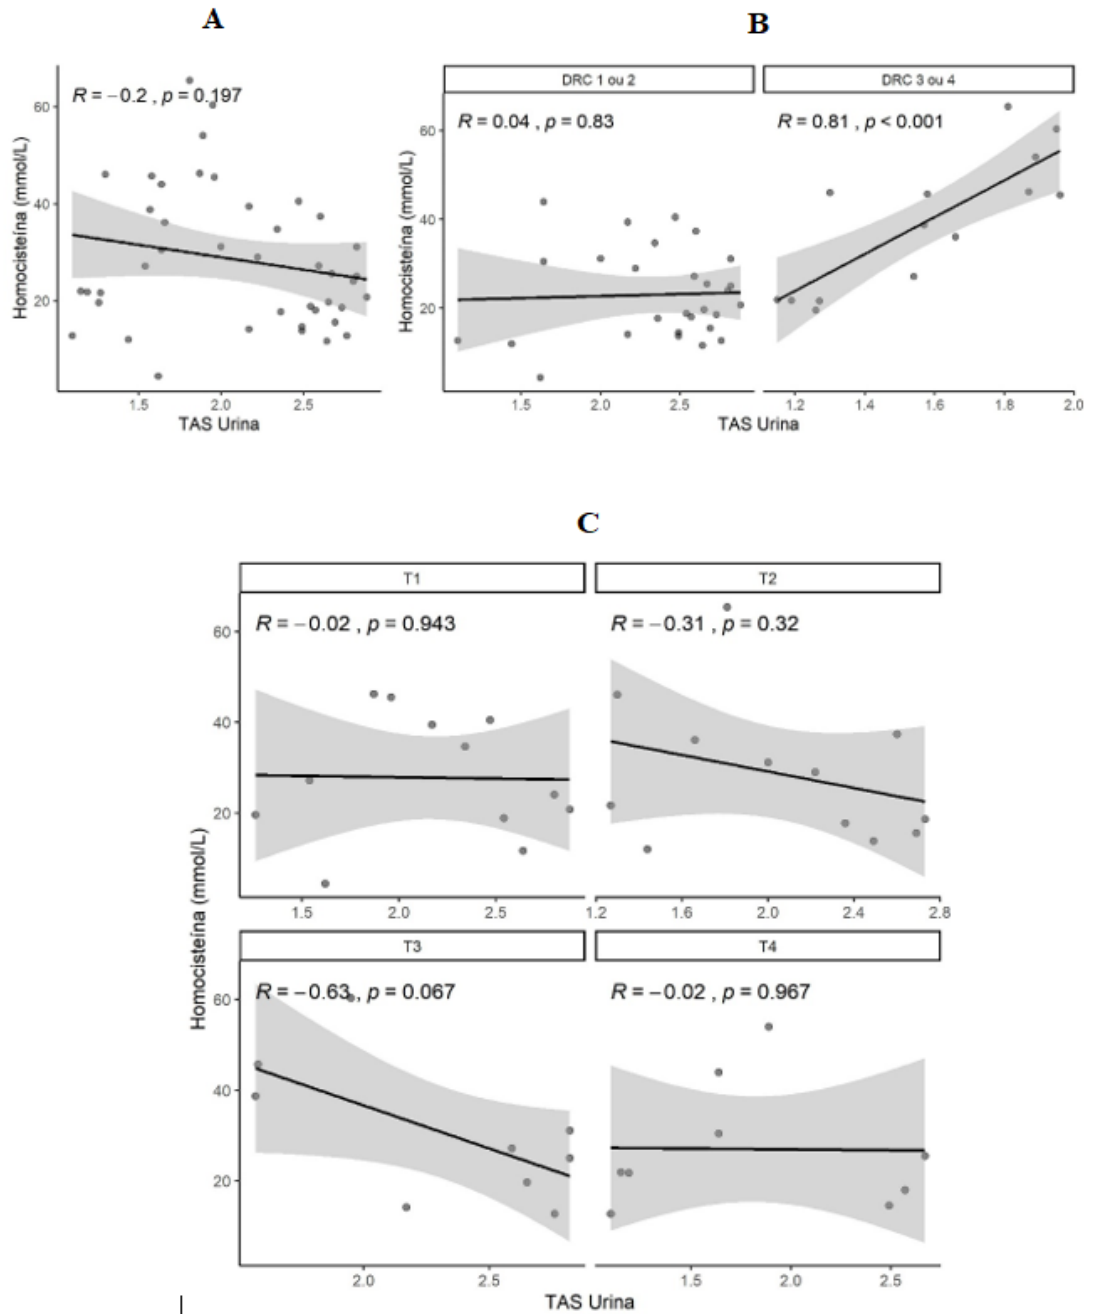 A
R = −0.2 , p = 0.197
Homocisteína (mmol/L)
60
40
20
1.5 2.0 2.5
TAS Urina
B
DRC 1 ou 2 DRC 3 ou 4
R = 0.04 , p = 0.83 R = 0.81 , p < 0.001
Homocisteína (mmol/L)
60
40
20
1.5 2.0 2.5 1.2 1.4 1.6 1.8 2.0
TAS Urina
C
T1 T2
R = −0.02 , p = 0.943 R = −0.31 , p = 0.32
60
40
20
1.5 2.0 2.5 1.2 1.6 2.0 2.4 2.8
Homocisteína (mmol/L)
T3 T4
R = −0.63 , p = 0.067 R = −0.02 , p = 0.967
60
40
20
2.0 2.5 1.5 2.0 2.5
TAS Urina